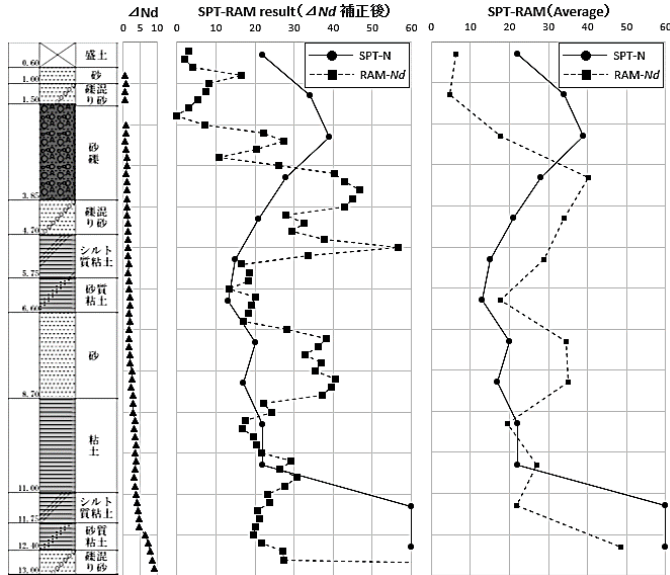 ⊿Nd
0 5 10
SPT-RAM result(⊿Nd 補正後)
0 10 20 30 40 50 60
SPT-RAM(Average)
0 10 20 30 40 50 60
SPT-N
RAM-Nd
SPT-N
RAM-Nd
盛土
0.60
砂
1.00
礫混り砂
1.50
砂礫
3.85
礫混り砂
4.20
シルト質粘土
5.75
砂質粘土
6.60
砂
8.70
粘土
11.00
シルト質粘土
11.25
砂質粘土
12.40
礫混り砂
13.00